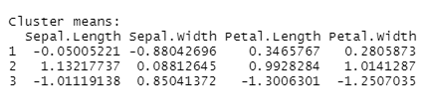 Cluster means:
  Sepal.Length Sepal.Width Petal.Length Petal.Width
1  -0.05005221 -0.88042696    0.3465767   0.2805873
2   1.13217737  0.08812645    0.9928284   1.0141287
3  -1.01119138  0.85041372   -1.3006301  -1.2507035